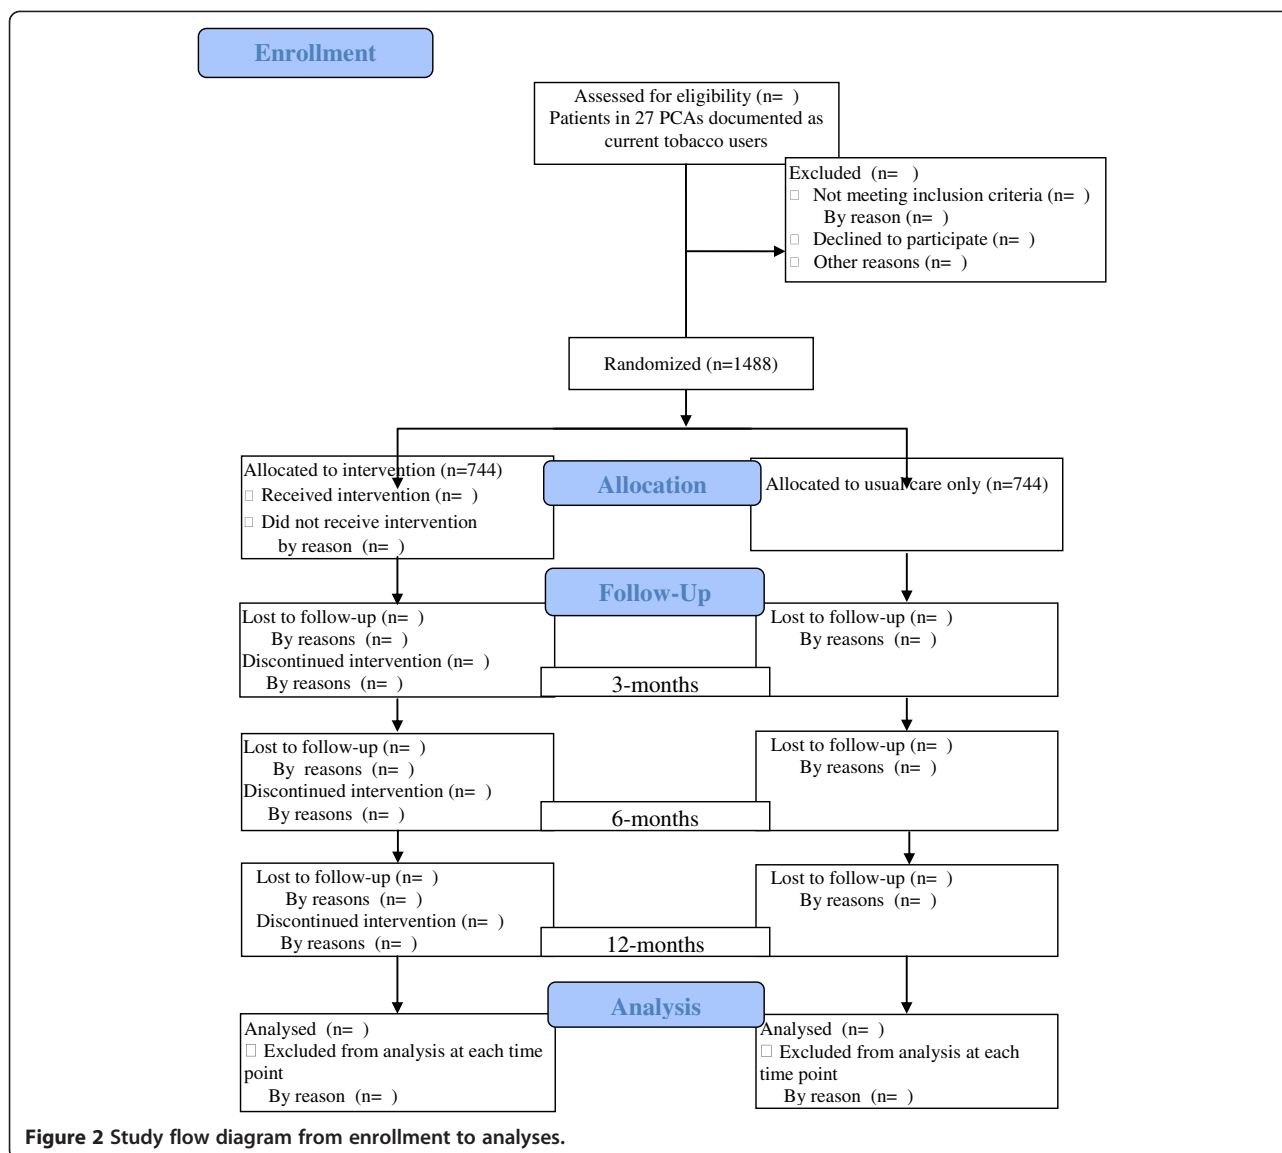 Enrollment
Assessed for eligibility (n= )
Patients in 27 PCAs documented as
current tobacco users
Excluded (n= )
□ Not meeting inclusion criteria (n= )
By reason (n= )
□ Declined to participate (n= )
□ Other reasons (n= )
Randomized (n=1488)
Allocated to intervention (n=744)
□ Received intervention (n= )
□ Did not receive intervention
by reason (n= )
Allocation
Allocated to usual care only (n=744)
Follow-Up
Lost to follow-up (n= )
By reasons (n= )
Discontinued intervention (n= )
By reasons (n= )
3-months
Lost to follow-up (n= )
By reasons (n= )
Lost to follow-up (n= )
By reasons (n= )
Discontinued intervention (n= )
By reasons (n= )
6-months
Lost to follow-up (n= )
By reasons (n= )
Lost to follow-up (n= )
By reasons (n= )
Discontinued intervention (n= )
By reasons (n= )
12-months
Lost to follow-up (n= )
By reasons (n= )
Analysis
Analysed (n= )
□ Excluded from analysis at each time
point
By reason (n= )
Analysed (n= )
□ Excluded from analysis at each
time point
By reason (n= )
Figure 2 Study flow diagram from enrollment to analyses.